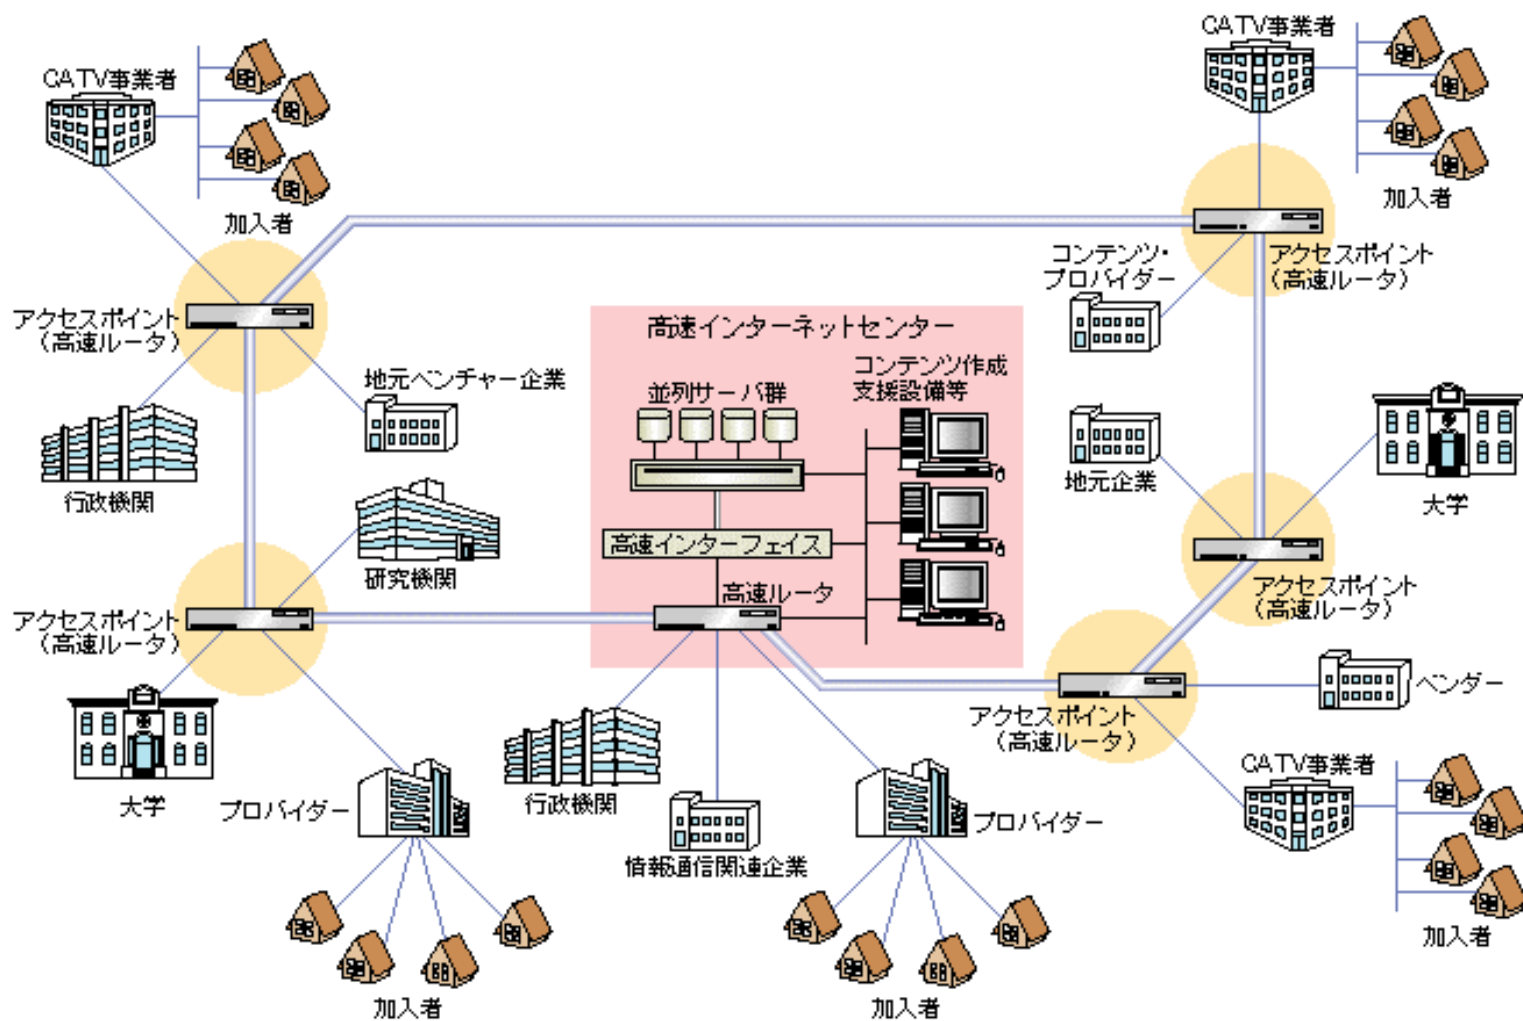 CATV事業者
加入者
CATV事業者
加入者
アクセスポイント
(高速ルータ)
コンテンツ・
プロバイダー
アクセスポイント
(高速ルータ)
高速インターネットセンター
コンテンツ作成
支援設備等
並列サーバ群
地元ベンチャー企業
行政機関
地元企業
大学
高速インターフェイス
研究機関
高速ルータ
アクセスポイント
(高速ルータ)
アクセスポイント
(高速ルータ)
アクセスポイント
(高速ルータ)
ベンダー
大学
プロバイダー
行政機関
情報通信関連企業
プロバイダー
CATV事業者
加入者
加入者
加入者